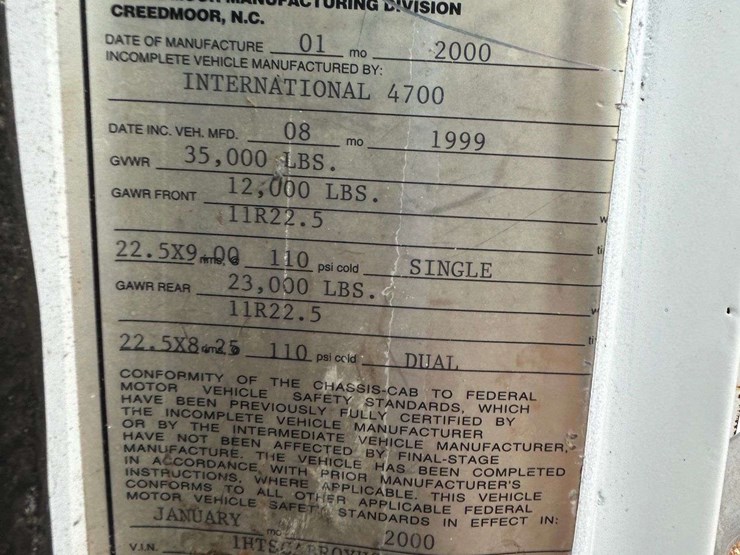 MANUFACTURING DIVISION
CREEDMOOR, N.C.
DATE OF MANUFACTURE 01 mo 2000
INCOMPLETE VEHICLE MANUFACTURED BY:
INTERNATIONAL 4700
DATE INC. VEH. MFD. 08 mo 1999
GVWR 35,000 LBS.
GAWR FRONT 12,000 LBS.
11R22.5
22.5X9.00 rims, @ 110 psi cold SINGLE
GAWR REAR 23,000 LBS.
11R22.5
22.5X8.25 rims, @ 110 psi cold DUAL
CONFORMITY OF THE CHASSIS-CAB TO FEDERAL
MOTOR VEHICLE SAFETY STANDARDS, WHICH
HAVE BEEN PREVIOUSLY FULLY CERTIFIED BY
THE INCOMPLETE VEHICLE MANUFACTURER
OR BY THE INTERMEDIATE VEHICLE MANUFACTURER,
HAVE NOT BEEN AFFECTED BY FINAL-STAGE
MANUFACTURE. THE VEHICLE HAS BEEN COMPLETED
IN ACCORDANCE WITH PRIOR MANUFACTURER'S
INSTRUCTIONS, WHERE APPLICABLE. THIS VEHICLE
CONFORMS TO ALL OTHER APPLICABLE FEDERAL
MOTOR VEHICLE SAFETY STANDARDS IN EFFECT IN:
JANUARY mo 2000
V.I.N.